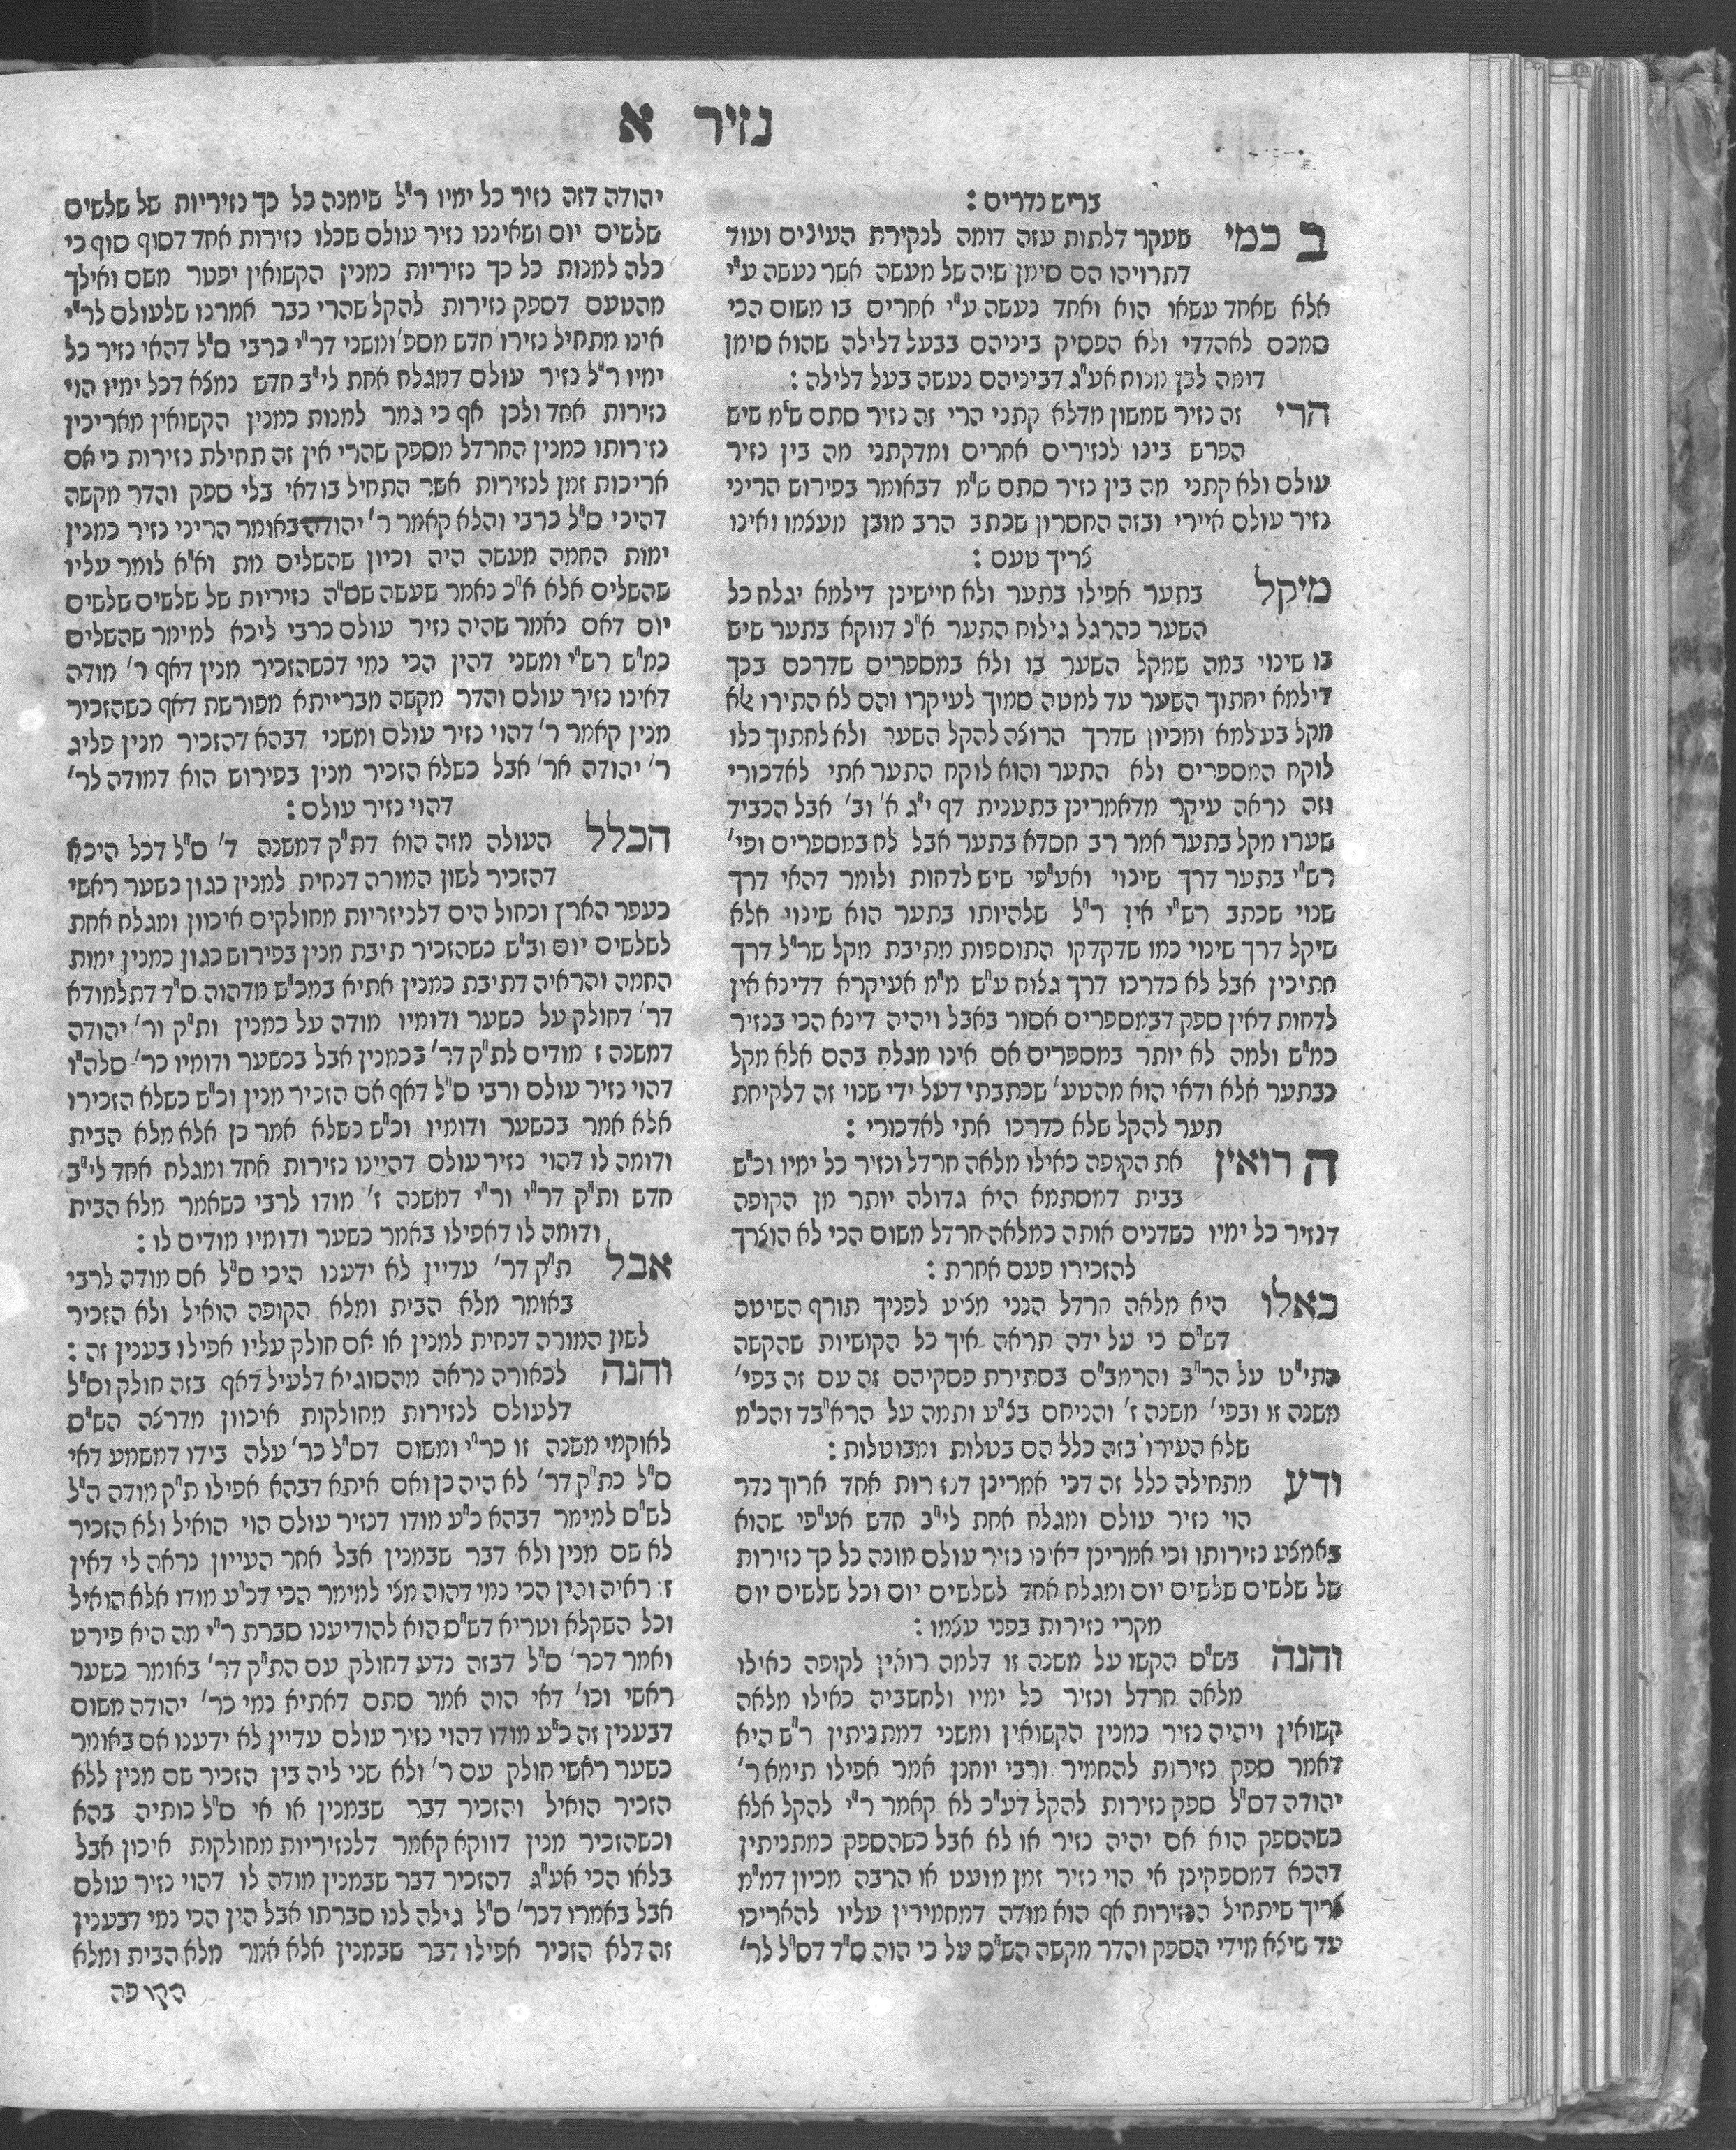 נזיר א
בריש נדרים :
ב כמי שעקר דלתות עזה דומה לנקירת העינים ועוד
דתרויהו הם סימן שיה של מעשה אשר נעשה ע"י
אלא שאחד עשאו הוא ואחד נעשה ע"י אחרים בו משום הכי
סמכם לאהדדי ולא הפסיק ביניהם בבעל דלילה שהוא סימן
דומה לבן מנוח אע"ג דביניהם נעשה בעל דלילה :
הרי זה נזיר שמשון מדלא קתני הרי זה נזיר סתם ש"מ שיש
הפרש בינו לנזירים אחרים ומדקתני מה בין נזיר
עולם ולא קתני מה בין נזיר סתם ש"מ דבאומר בפירוש הריני
נזיר עולם איירי ובזה החסרון שכתב הרב מובן מעצמו ואינו
צריך טעם :
מיקל בתער אפילו בתער ולא חיישינן דילמא יגלח כל
השער כהרגל גילוח התער א"נ דווקא בתער שיש
בו שינוי במה שמקל השער בו ולא במספרים שדרכם בכך
דילמא יחתוך השער עד למטה סמוך לעיקרו והם לא התירו אלא
מקל בעלמא ומכיון שדרך הרוצה להקל השער ולא לחתוך כלו
לוקח המספרים ולא התער והוא לוקח התער אתי לאדכורי
וזה נראה עיקר מדאמרינן בתענית דף י"ג א' וב' אבל הכביד
שערו מקל בתער אמר רב חסדא בתער אבל לא במספרים ופי'
רש"י בתער דרך שינוי ואע"פי שיש לדחות ולומר דהאי דרך
שנוי שכתב רש"י אין ר"ל שלהיותו בתער הוא שינוי אלא
שיקל דרך שינוי כמו שדקדקו התוספות מתיבת מקל שר"ל דרך
חתיכין אבל לא כדרכו דרך גלוח ע"ש מ"מ אעיקרא דדינא אין
לדחות דאין ספק דבמספרים אסור באבל ויהיה דינא הכי בנזיר
כמ"ש ולמה לא יותר במספרים אם אינו מגלח בהם אלא מקל
כבתער אלא ודאי הוא מהטע' שכתבתי דעל ידי שנוי זה דלקיחת
תער להקל שלא כדרכו אתי לאדכורי :
הרואין את הקופה כאילו מלאה חרדל ונזיר כל ימיו וכ"ש
בבית דמסתמא היא גדולה יותר מן הקופה
דנזיר כל ימיו כשדנים אותה כמלאה חרדל משום הכי לא הוצרך
להזכירו פעם אחרת :
כאלו היא מלאה חרדל הנני מציע לפניך תורף השיטה
דש"ם כי על ידה תראה איך כל הקושיות שהקשה
התי"ט על הר"ב והרמב"ם בסתירת פסקיהם זה עם זה בפי'
משנה זו ובפי' משנה ז' והניחם בצ"ע ותמה על הראב"ד והכ"מ
שלא העירו בזה כלל הם בטלות ומבוטלות :
ודע מתחילה כלל זה דכי אמרינן דנזרות אחד ארוך נדר
הוי נזיר עולם ומגלח אחת לי"ב חדש אע"פי שהוא
באמצע נזירותו וכי אמרינן דאינו נזיר עולם מונה כל כך נזירות
של שלשים שלשים יום ומגלח אחד לשלשים יום וכל שלשים יום
מקרי נזירות בפני עצמו :
והנה בש"ם הקשו על משנה זו דלמה רואין לקופה כאילו
מלאה חרדל ונזיר כל ימיו ולחשביה כאילו מלאה
קשואין ויהיה נזיר כמנין הקשואין ומשני דמתניתין ר"ש היא
דאמר ספק נזירות להחמיר ורבי יוחנן אמר אפילו תימא ר'
יהודה דס"ל ספק נזירות להקל דע"כ לא קאמר ר"י להקל אלא
כשהספק הוא אם יהיה נזיר או לא אבל כשהספק כמתניתין
דהכא דמספקינן אי הוי נזיר זמן מועט או הרבה מכיון דמ"מ
צריך שיתחיל הנזירות אף הוא מודה דמחמירין עליו להאריכו
עד שיצא מידי הספק והדר מקשה הש"ם על כי הוה ס"ד דס"ל לר'
יהודה דזה נזיר כל ימיו ר"ל שימנה כל כך נזיריות של שלשים
שלשים יום ושאיננו נזיר עולם שכלו נזירות אחד דסוף סוף כי
כלה למנות כל כך נזיריות כמנין הקשואין יפטר משם ואילך
מהטעם דספק נזירות להקל שהרי כבר אמרנו שלעולם לר"י
אינו מתחיל נזירו' חדש מספ' ומשני דר"י כרבי ס"ל דהאי נזיר כל
ימיו ר"ל נזיר עולם דמגלח אחת לי"ב חדש נמצא דכל ימיו הוי
נזירות אחד ולכן אף כי גמר למנות כמנין הקשואין מאריכין
נזירותו כמנין החרדל מספק שהרי אין זה תחילת נזירות כי אם
אריכות זמן לנזירות אשר התחיל בודאי בלי ספק והדר מקשה
דהיכי ס"ל כרבי והלא קאמר ר' יהודה באומר הריני נזיר כמנין
ימות החמה מעשה היה וכיון שהשלים מת וא"א לומר עליו
שהשלים אלא א"כ נאמר שעשה שס"ה נזיריות של שלשים שלשים
יום דאם נאמר שהיה נזיר עולם כרבי ליכא למימר שהשלים
כמ"ש רש"י ומשני דהין הכי נמי דכשהזכיר מנין דאף ר' מודה
דאינו נזיר עולם והדר מקשה מברייתא מפורשת דאף כשהזכיר
מנין קאמר ר' דהוי נזיר עולם ומשני דבהא דהזכיר מנין פליג
ר' יהודה אר' אבל כשלא הזכיר מנין בפירוש הוא דמודה לר'
דהוי נזיר עולם :
הכלל העולה מזה הוא דת"ק דמשנה ד' ס"ל דכל היכא
דהזכיר לשון המורה דנחית למנין כגון כשער ראשי
כעפר הארץ וכחול הים דלנזיריות מחולקים איכוון ומגלח אחת
לשלשים יום וכ"ש כשהזכיר תיבת מנין בפירוש כגון כמנין ימות
החמה והראיה דתיבת כמנין אתיא במכ"ש מדהוה ס"ד דתלמודא
דר' דחולק על כשער ודומיו מודה על כמנין ות"ק ור' יהודה
דמשנה ז מודים לת"ק דר' בכמנין אבל בכשער ודומיו כר' סלה"ו
דהוי נזיר עולם ורבי ס"ל דאף אם הזכיר מנין וכ"ש כשלא הזכירו
אלא אמר בכשער ודומיו וכ"ש כשלא אמר כן אלא מלא הבית
ודומה לו דהוי נזיר עולם דהיינו נזירות אחד ומגלח אחד לי"ב
חדש ות"ק דר"י ור"י דמשנה ז' מודו לרבי כשאמר מלא הבית
ודומה לו דאפילו באמר כשער ודומיו מודים לו :
אבל ת"ק דר' עדיין לא ידענו היכי ס"ל אם מודה לרבי
באומר מלא הבית ומלא הקופה הואיל ולא הזכיר
לשון המורה דנחית למנין או אם חולק עליו אפילו בענין זה :
והנה לכאורה נראה מהסוגיא דלעיל דאף בזה חולק וס"ל
דלעולם לנזירות מחולקות איכוון מדרצה הש"ם
לאוקמי משנה זו כר"י ומשום דס"ל כר' עלה בידו דמשמע דאי
ס"ל כת"ק דר' לא היה כן ואם איתא דבהא אפילו ת"ק מודה ה"ל
לש"ם למימר דבהא כ"ע מודו דנזיר עולם הוי הואיל ולא הזכיר
לא שם מנין ולא דבר שבמנין אבל אחר העייון נראה לי דאין
זו ראיה והין הכי נמי דהוה מצי למימר הכי דכ"ע מודו אלא הואיל
וכל השקלא וטריא דש"ם הוא להודיענו סברת ר"י מה היא פירט
ואמר דכר' ס"ל דבזה נדע דחולק עם הת"ק דר' באומר כשער
ראשי וכו' דאי הוה אמר סתם דאתיא נמי כר' יהודה משום
דבענין זה כ"ע מודו דהוי נזיר עולם עדיין לא ידענו אם באומר
כשער ראשי חולק עם ר' ולא שני ליה בין הזכיר שם מנין ללא
הזכיר הואיל והזכיר דבר שבמנין או אי ס"ל כותיה בהא
וכשהזכיר מנין דווקא קאמר דלנזיריות מחולקות איכון אבל
בלאו הכי אע"ג דהזכיר דבר שבמנין מודה לו דהוי נזיר עולם
אבל באמרו דכר' ס"ל גילה לנו סברתו אבל הין הכי נמי דבענין
זה דלא הזכיר אפילו דבר שבמנין אלא אמר מלא הבית ומלא
הקופה